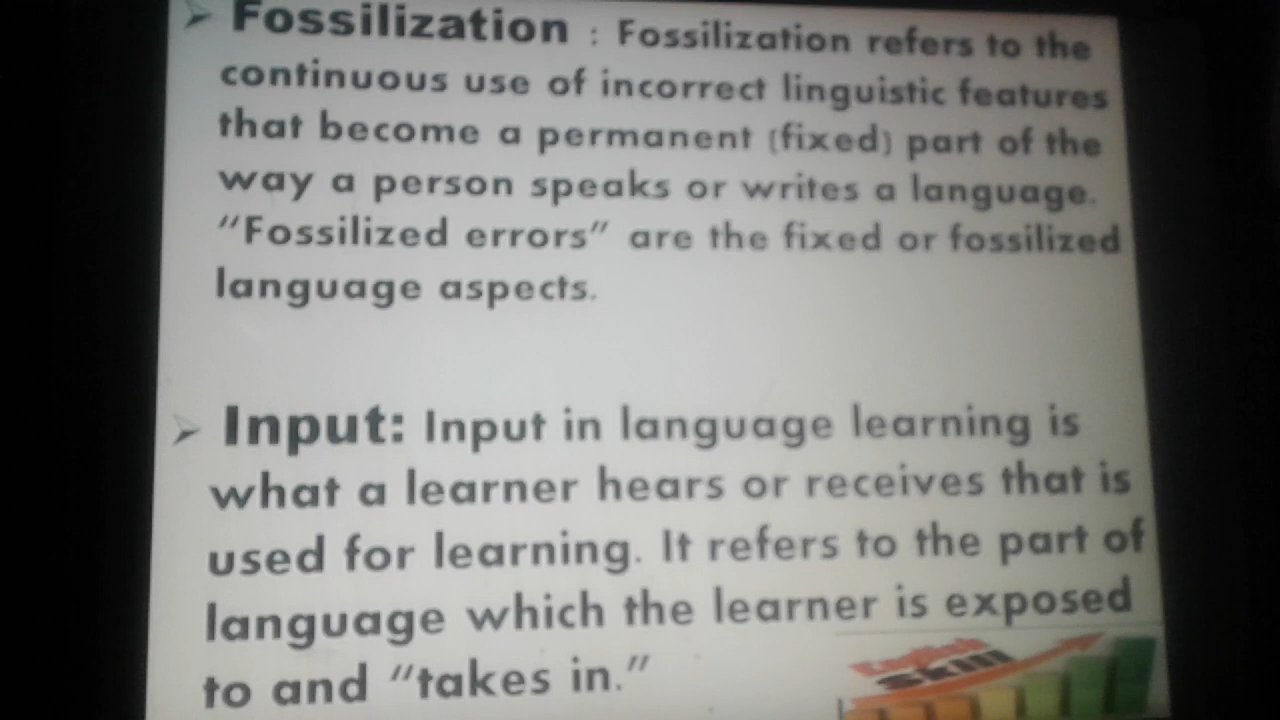 ➢ Fossilization : Fossilization refers to the
continuous use of incorrect linguistic features
that become a permanent (fixed) part of the
way a person speaks or writes a language.
“Fossilized errors” are the fixed or fossilized
language aspects.
➢ Input: Input in language learning is
what a learner hears or receives that is
used for learning. It refers to the part of
language which the learner is exposed
to and “takes in.”
English
Skill